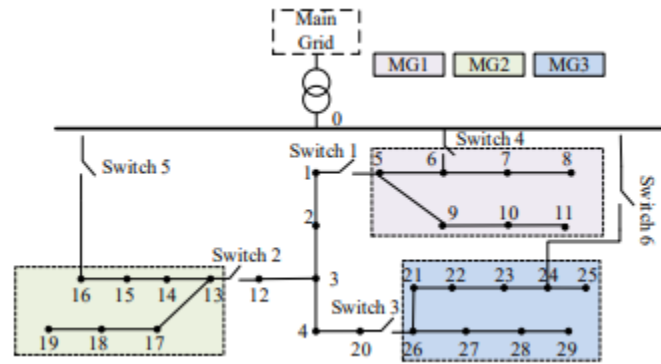 Main
Grid
MG1 MG2 MG3
0
Switch 4
Switch 5
Switch 1
1 5 6 7 8
Switch 6
2 9 10 11
Switch 2
16 15 14 13 12 3
21 22 23 24 25
Switch 3
19 18 17 4 20 26 27 28 29